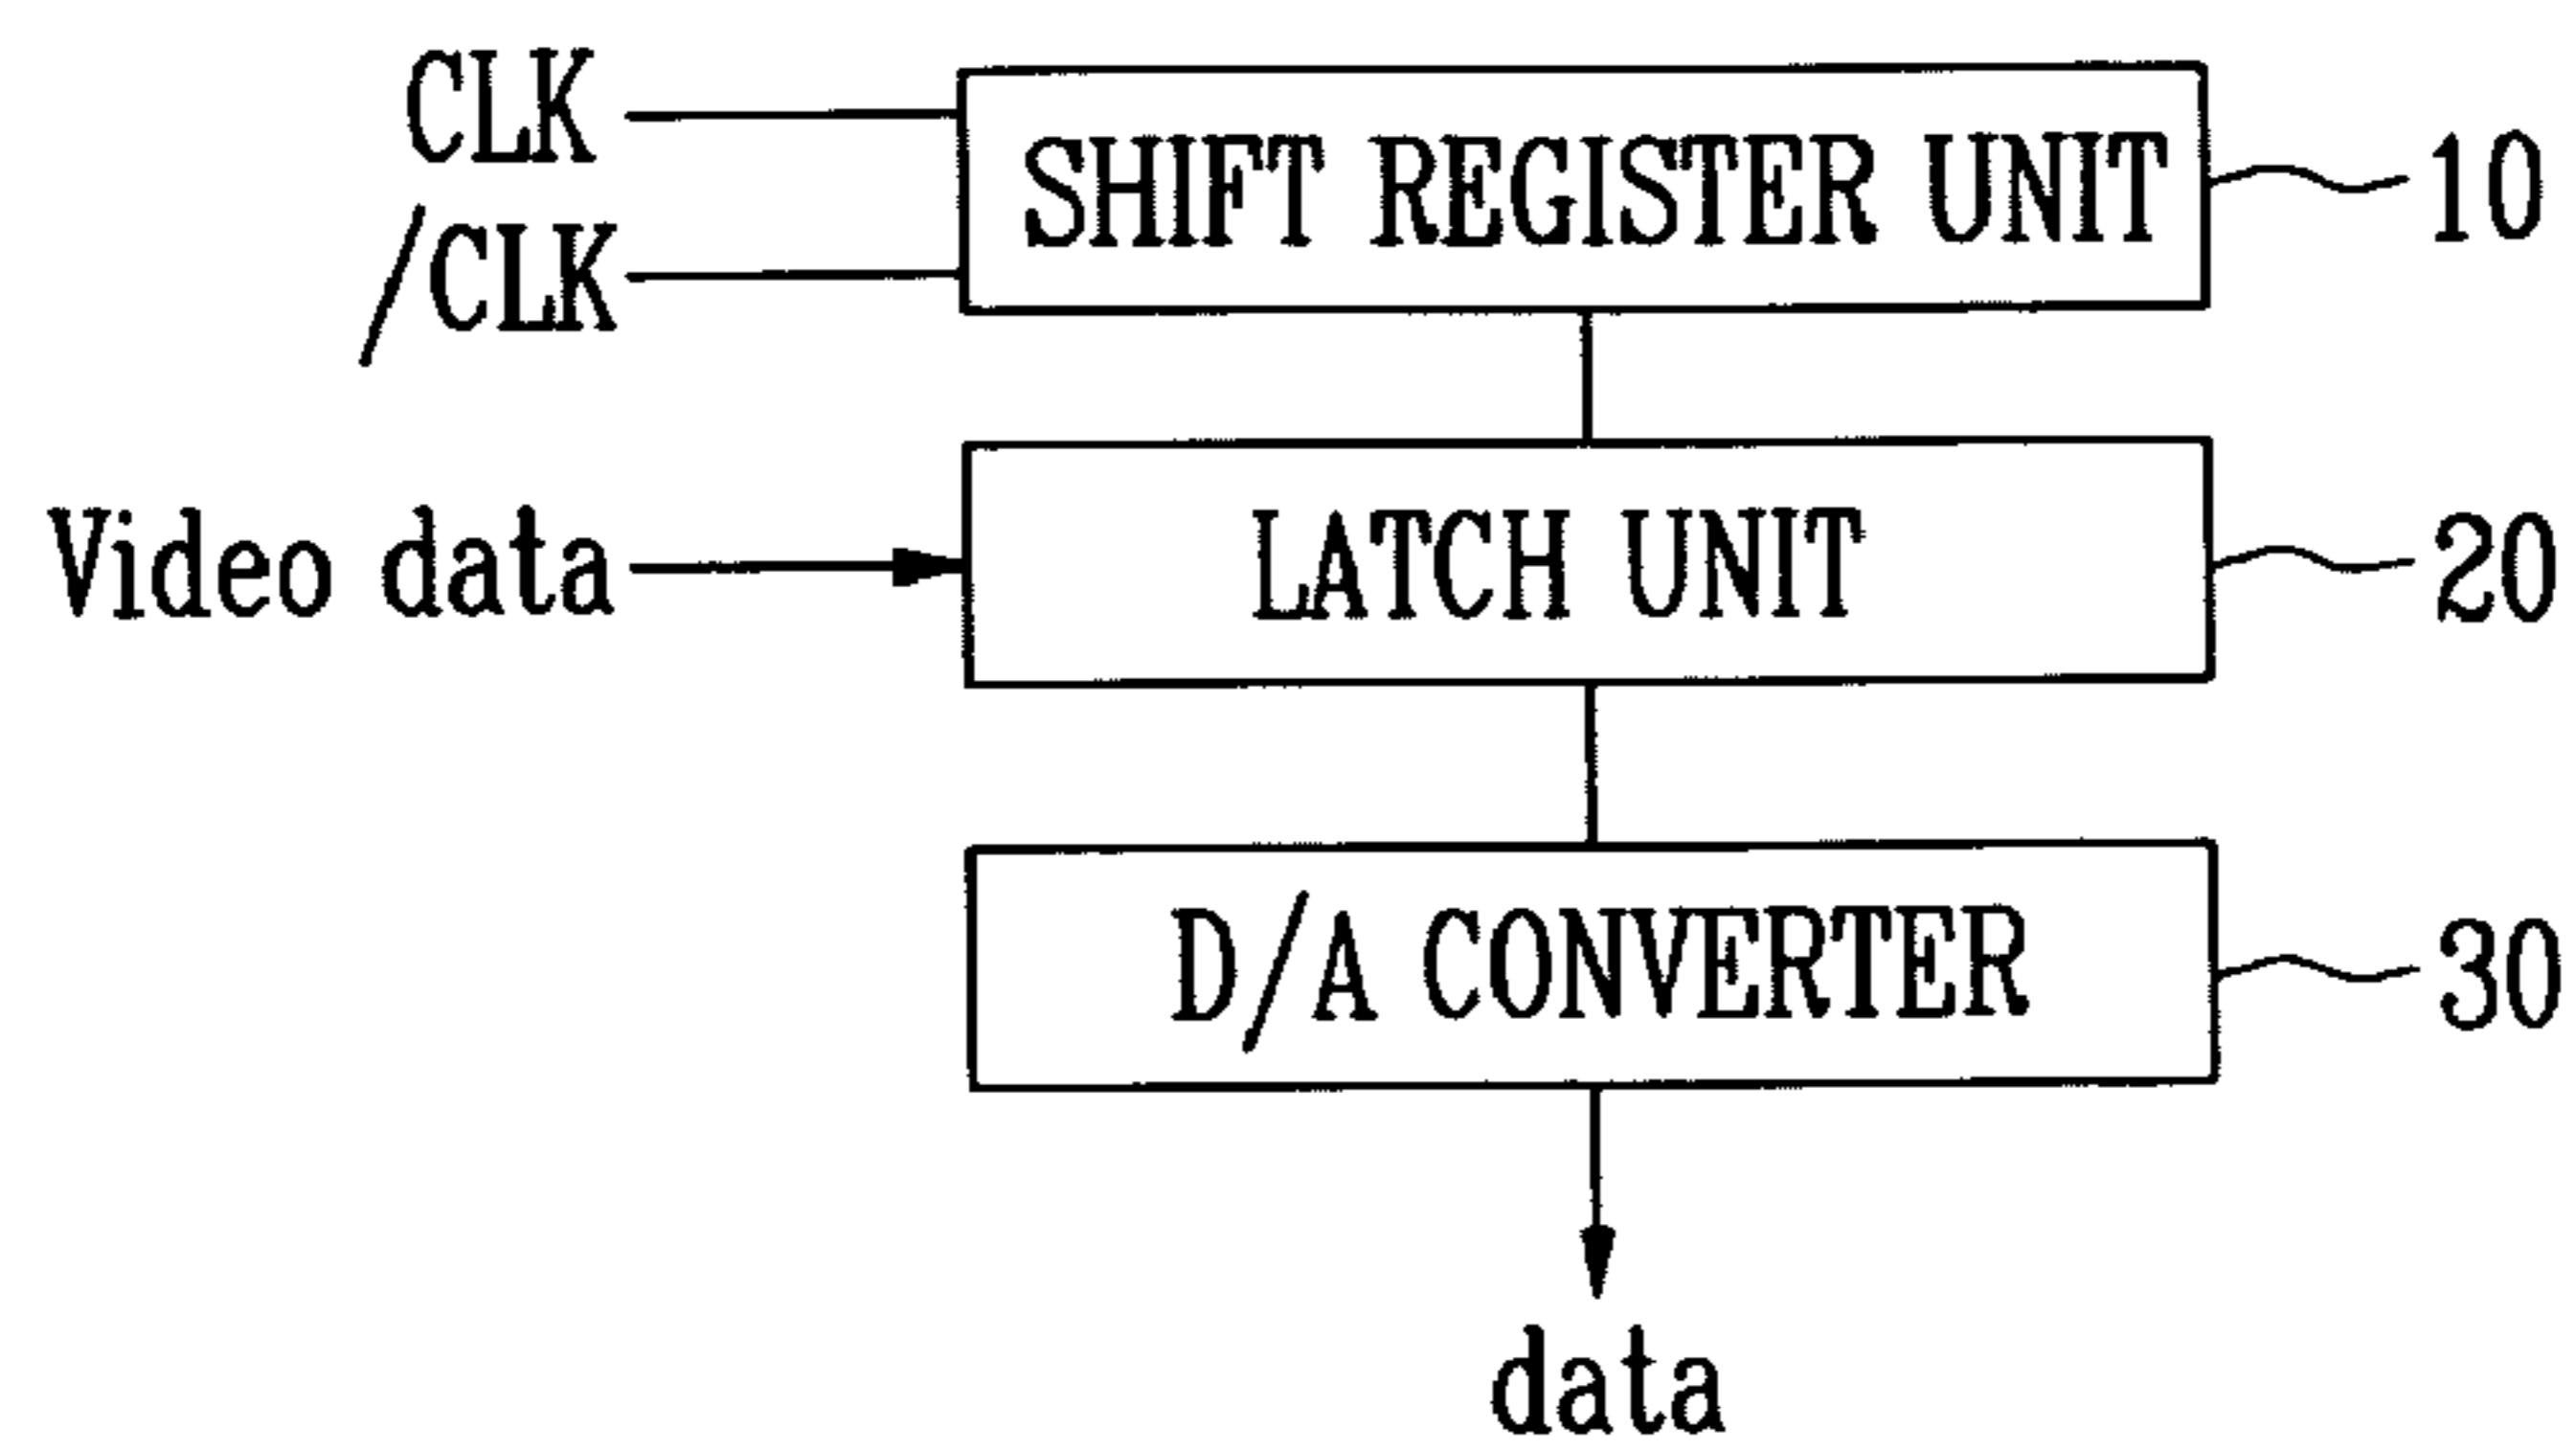 CLK
SHIFT REGISTER UNIT
10
/CLK
Video data
LATCH UNIT
20
D/A CONVERTER
30
data